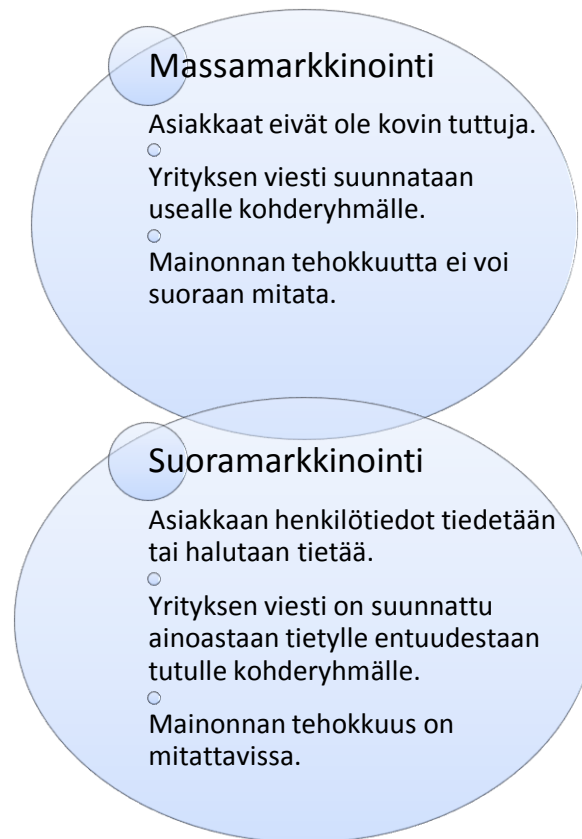 Massamarkkinointi
Asiakkaat eivät ole kovin tuttuja.
Yrityksen viesti suunnataan
usealle kohderyhmälle.
Mainonnan tehokkuutta ei voi
suoraan mitata.
Suoramarkkinointi
Asiakkaan henkilötiedot tiedetään
tai halutaan tietää.
Yrityksen viesti on suunnattu
ainoastaan tietylle entuudestaan
tutulle kohderyhmälle.
Mainonnan tehokkuus on
mitattavissa.